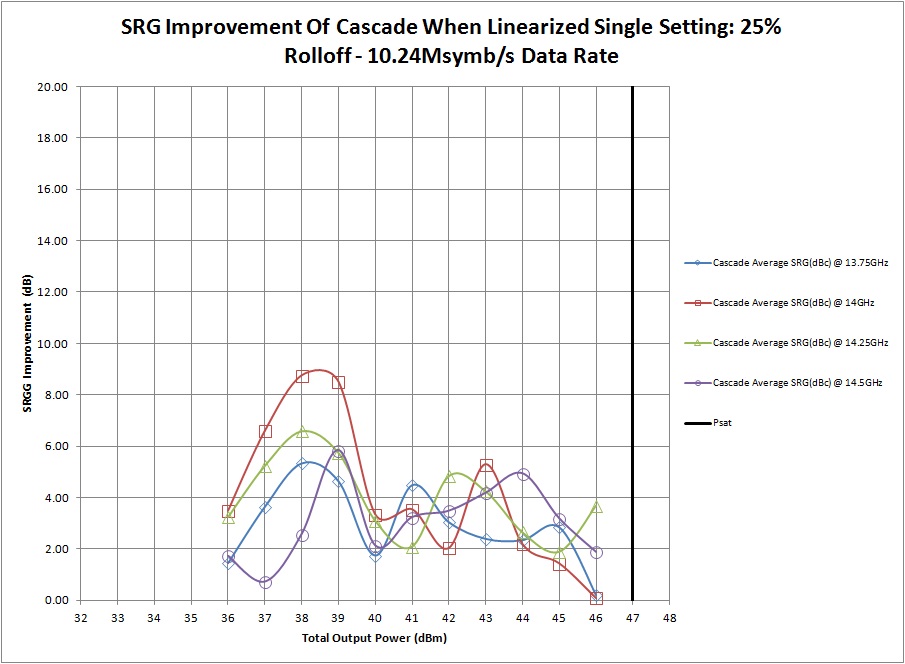 SRG Improvement Of Cascade When Linearized Single Setting: 25%
Rolloff - 10.24Msymb/s Data Rate
20.00
18.00
16.00
14.00
12.00
10.00
8.00
6.00
4.00
2.00
0.00
SRGG Improvement (dB)
32 33 34 35 36 37 38 39 40 41 42 43 44 45 46 47 48
Total Output Power (dBm)
Cascade Average SRG(dBc) @ 13.75GHz
Cascade Average SRG(dBc) @ 14GHz
Cascade Average SRG(dBc) @ 14.25GHz
Cascade Average SRG(dBc) @ 14.5GHz
Psat